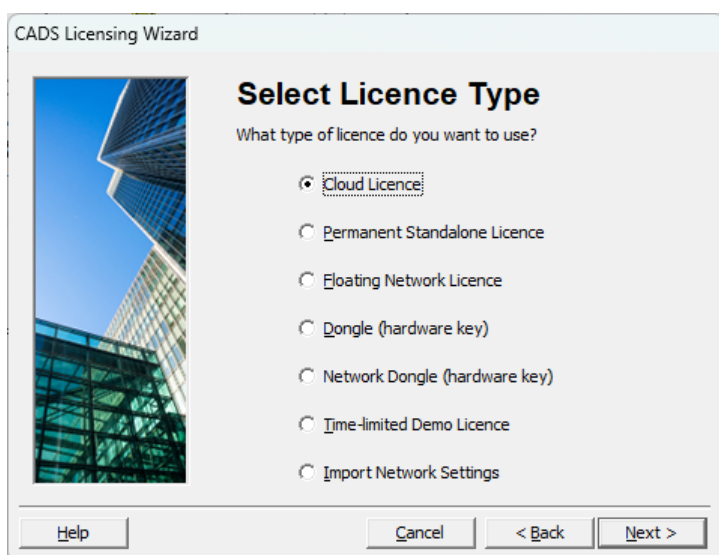 CADS Licensing Wizard
Select Licence Type
What type of licence do you want to use?
Cloud Licence
Permanent Standalone Licence
Floating Network Licence
Dongle (hardware key)
Network Dongle (hardware key)
Time-limited Demo Licence
Import Network Settings
Help
Cancel
< Back
Next >